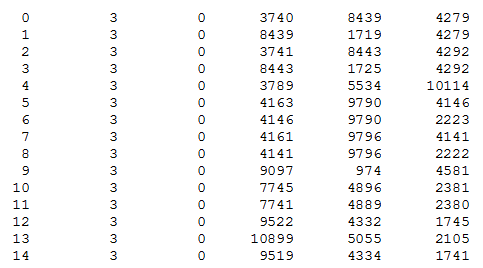 0 3 0 3740 8439 4279
1 3 0 8439 1719 4279
2 3 0 3741 8443 4292
3 3 0 8443 1725 4292
4 3 0 3789 5534 10114
5 3 0 4163 9790 4146
6 3 0 4146 9790 2223
7 3 0 4161 9796 4141
8 3 0 4141 9796 2222
9 3 0 9097 974 4581
10 3 0 7745 4896 2381
11 3 0 7741 4889 2380
12 3 0 9522 4332 1745
13 3 0 10899 5055 2105
14 3 0 9519 4334 1741